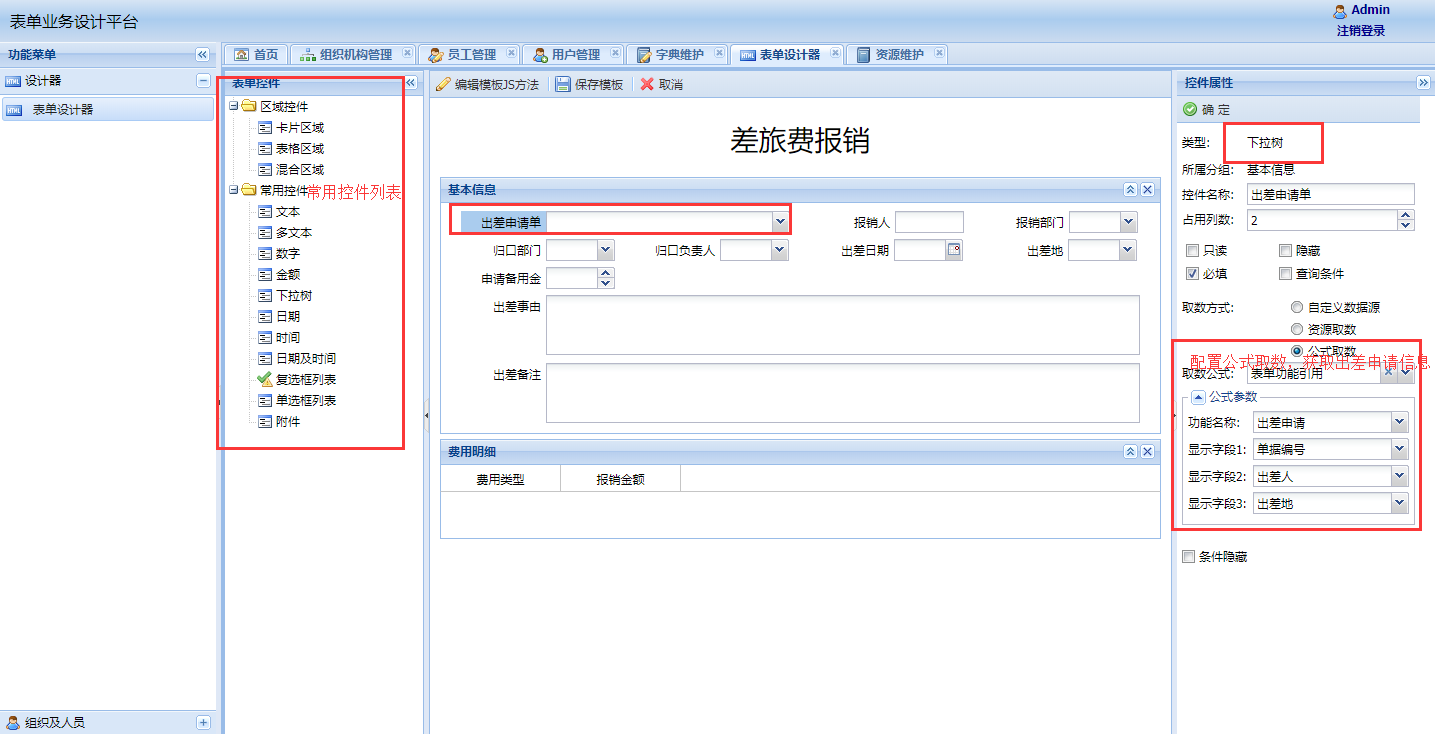 表单业务设计平台
Admin
注销登录
功能菜单
首页
组织机构管理
员工管理
用户管理
字典维护
表单设计器
资源维护
设计器
表单设计器
组织及人员
表单控件
区域控件
卡片区域
表格区域
混合区域
常用控件
常用控件列表
文本
多文本
数字
金额
下拉树
日期
时间
日期及时间
复选框列表
单选框列表
附件
编辑模板JS方法
保存模板
取消
差旅费报销
基本信息
出差申请单
报销人
报销部门
归口部门
归口负责人
出差日期
出差地
申请备用金
出差事由
出差备注
费用明细
费用类型
报销金额
控件属性
确 定
类型: 下拉树
所属分组: 基本信息
控件名称: 出差申请单
占用列数: 2
只读 隐藏
必填 查询条件
取数方式: 自定义数据源
资源取数
公式取数
配置公式取数，获取出差申请信息
取数公式: 表单功能引用
公式参数
功能名称: 出差申请
显示字段1: 单据编号
显示字段2: 出差人
显示字段3: 出差地
条件隐藏